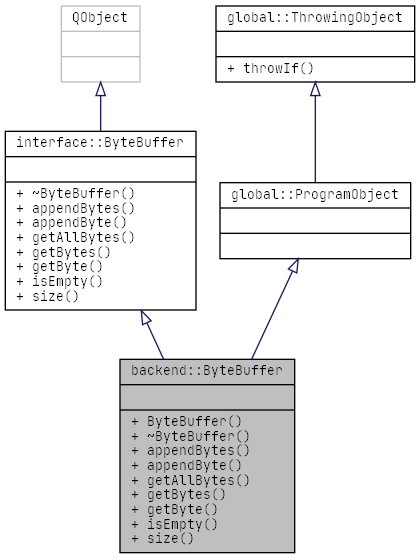 QObject
global::ThrowingObject
+ throwIf()
interface::ByteBuffer
+ ~ByteBuffer()
+ appendBytes()
+ appendByte()
+ getAllBytes()
+ getBytes()
+ getByte()
+ isEmpty()
+ size()
global::ProgramObject
backend::ByteBuffer
+ ByteBuffer()
+ ~ByteBuffer()
+ appendBytes()
+ appendByte()
+ getAllBytes()
+ getBytes()
+ getByte()
+ isEmpty()
+ size()